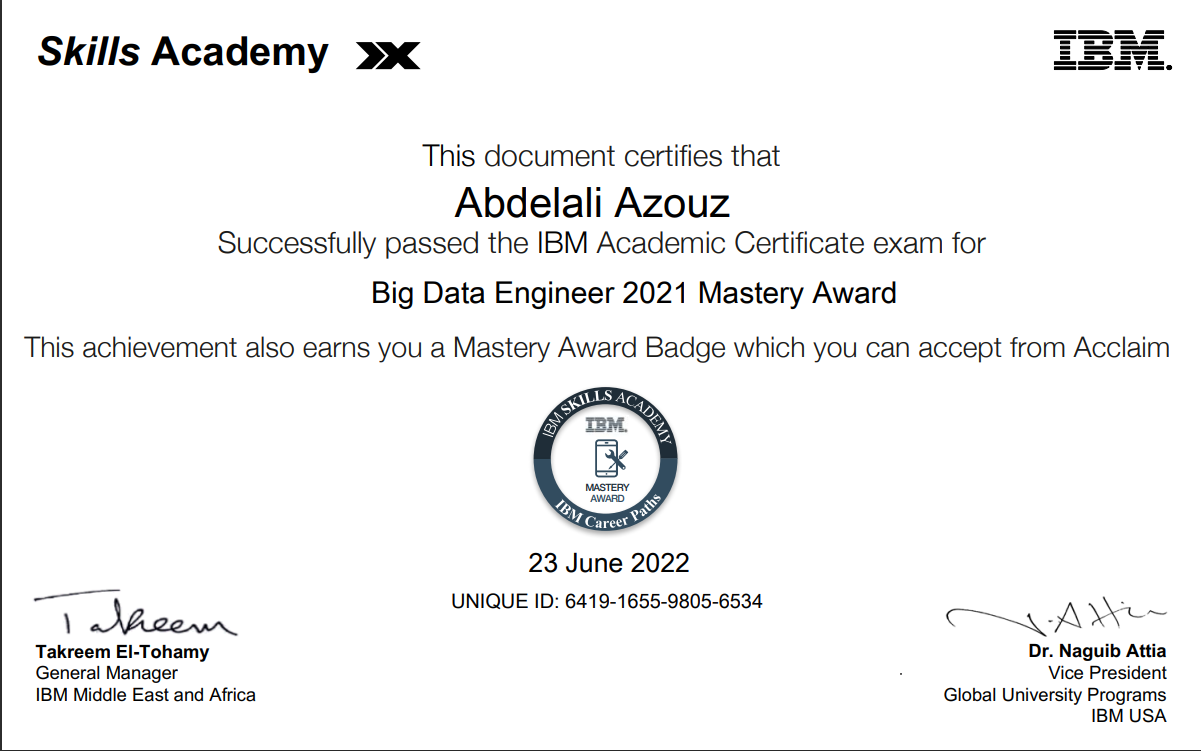 Skills Academy
IBM.
This document certifies that
Abdelali Azouz
Successfully passed the IBM Academic Certificate exam for
Big Data Engineer 2021 Mastery Award
This achievement also earns you a Mastery Award Badge which you can accept from Acclaim
IBM SKILLS ACADEMY
IBM.
MASTERY
AWARD
IBM Career Paths
23 June 2022
UNIQUE ID: 6419-1655-9805-6534
Takreem
Takreem El-Tohamy
General Manager
IBM Middle East and Africa
N. Attia
Dr. Naguib Attia
Vice President
Global University Programs
IBM USA